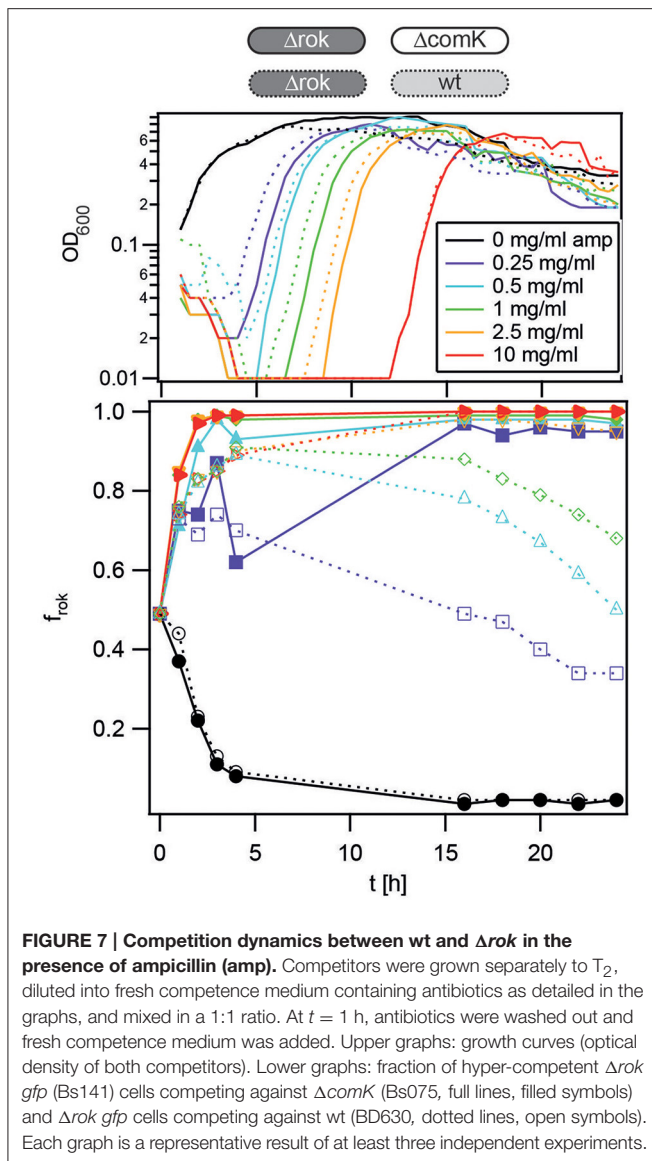 Δrok ΔcomK
Δrok wt
6
4
2
0.1
6
4
2
0.01
OD600
0 mg/ml amp
0.25 mg/ml
0.5 mg/ml
1 mg/ml
2.5 mg/ml
10 mg/ml
1.0
0.8
0.6
0.4
0.2
frok
0 5 10 15 20
t [h]
FIGURE 7 | Competition dynamics between wt and Δrok in the
presence of ampicillin (amp). Competitors were grown separately to T2,
diluted into fresh competence medium containing antibiotics as detailed in the
graphs, and mixed in a 1:1 ratio. At t = 1 h, antibiotics were washed out and
fresh competence medium was added. Upper graphs: growth curves (optical
density of both competitors). Lower graphs: fraction of hyper-competent Δrok
gfp (Bs141) cells competing against ΔcomK (Bs075, full lines, filled symbols)
and Δrok gfp cells competing against wt (BD630, dotted lines, open symbols).
Each graph is a representative result of at least three independent experiments.